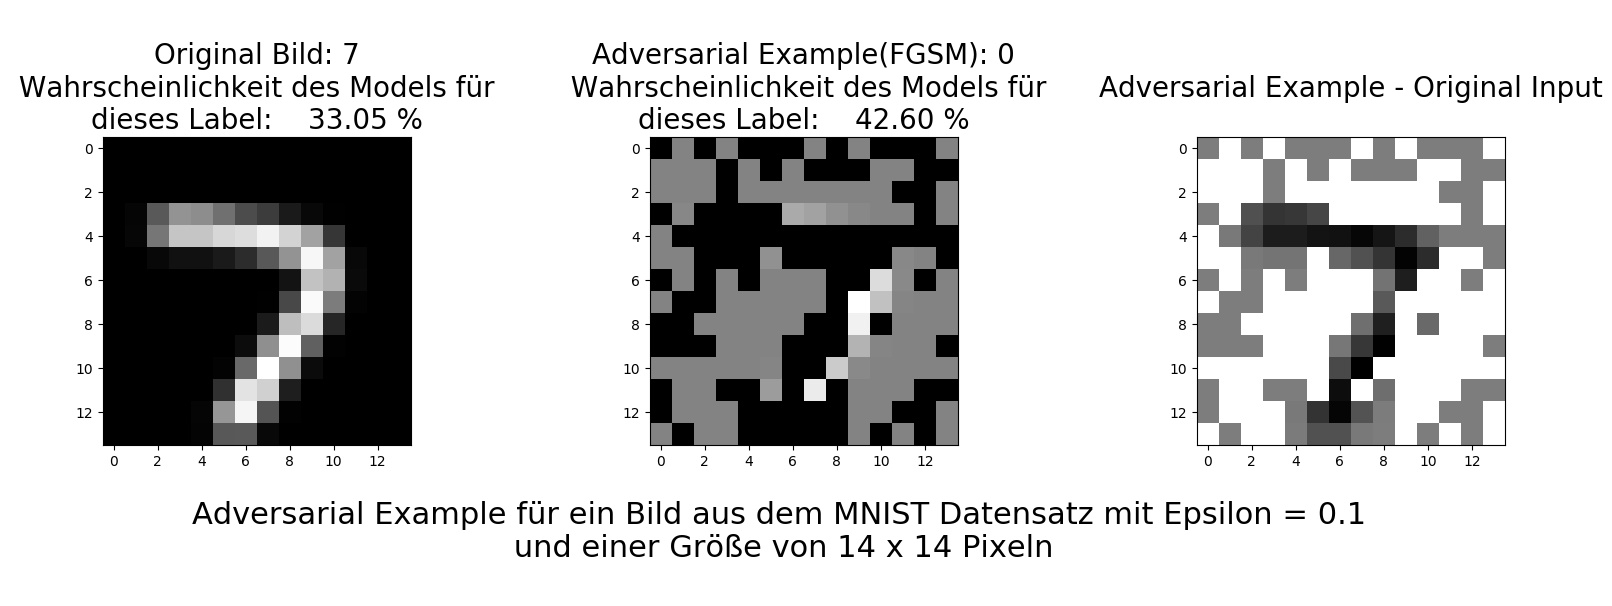 Original Bild: 7
Wahrscheinlichkeit des Models für
dieses Label: 33.05 %
0
2
4
6
8
10
12
0 2 4 6 8 10 12
Adversarial Example(FGSM): 0
Wahrscheinlichkeit des Models für
dieses Label: 42.60 %
0
2
4
6
8
10
12
0 2 4 6 8 10 12
Adversarial Example - Original Input
0
2
4
6
8
10
12
0 2 4 6 8 10 12
Adversarial Example für ein Bild aus dem MNIST Datensatz mit Epsilon = 0.1
und einer Größe von 14 x 14 Pixeln